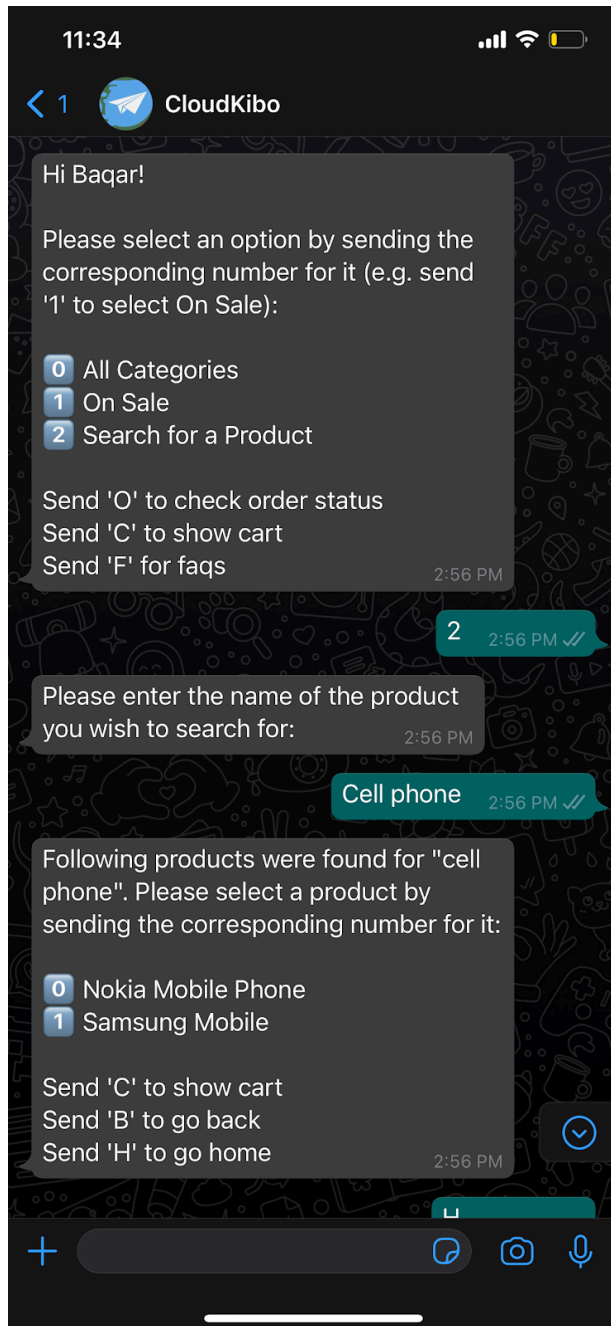 11:34
1 CloudKibo
Hi Baqar!
Please select an option by sending the
corresponding number for it (e.g. send
'1' to select On Sale):
0 All Categories
1 On Sale
2 Search for a Product
Send 'O' to check order status
Send 'C' to show cart
Send 'F' for faqs
2:56 PM
2 2:56 PM
Please enter the name of the product
you wish to search for:
2:56 PM
Cell phone 2:56 PM
Following products were found for "cell
phone". Please select a product by
sending the corresponding number for it:
0 Nokia Mobile Phone
1 Samsung Mobile
Send 'C' to show cart
Send 'B' to go back
Send 'H' to go home
2:56 PM
H